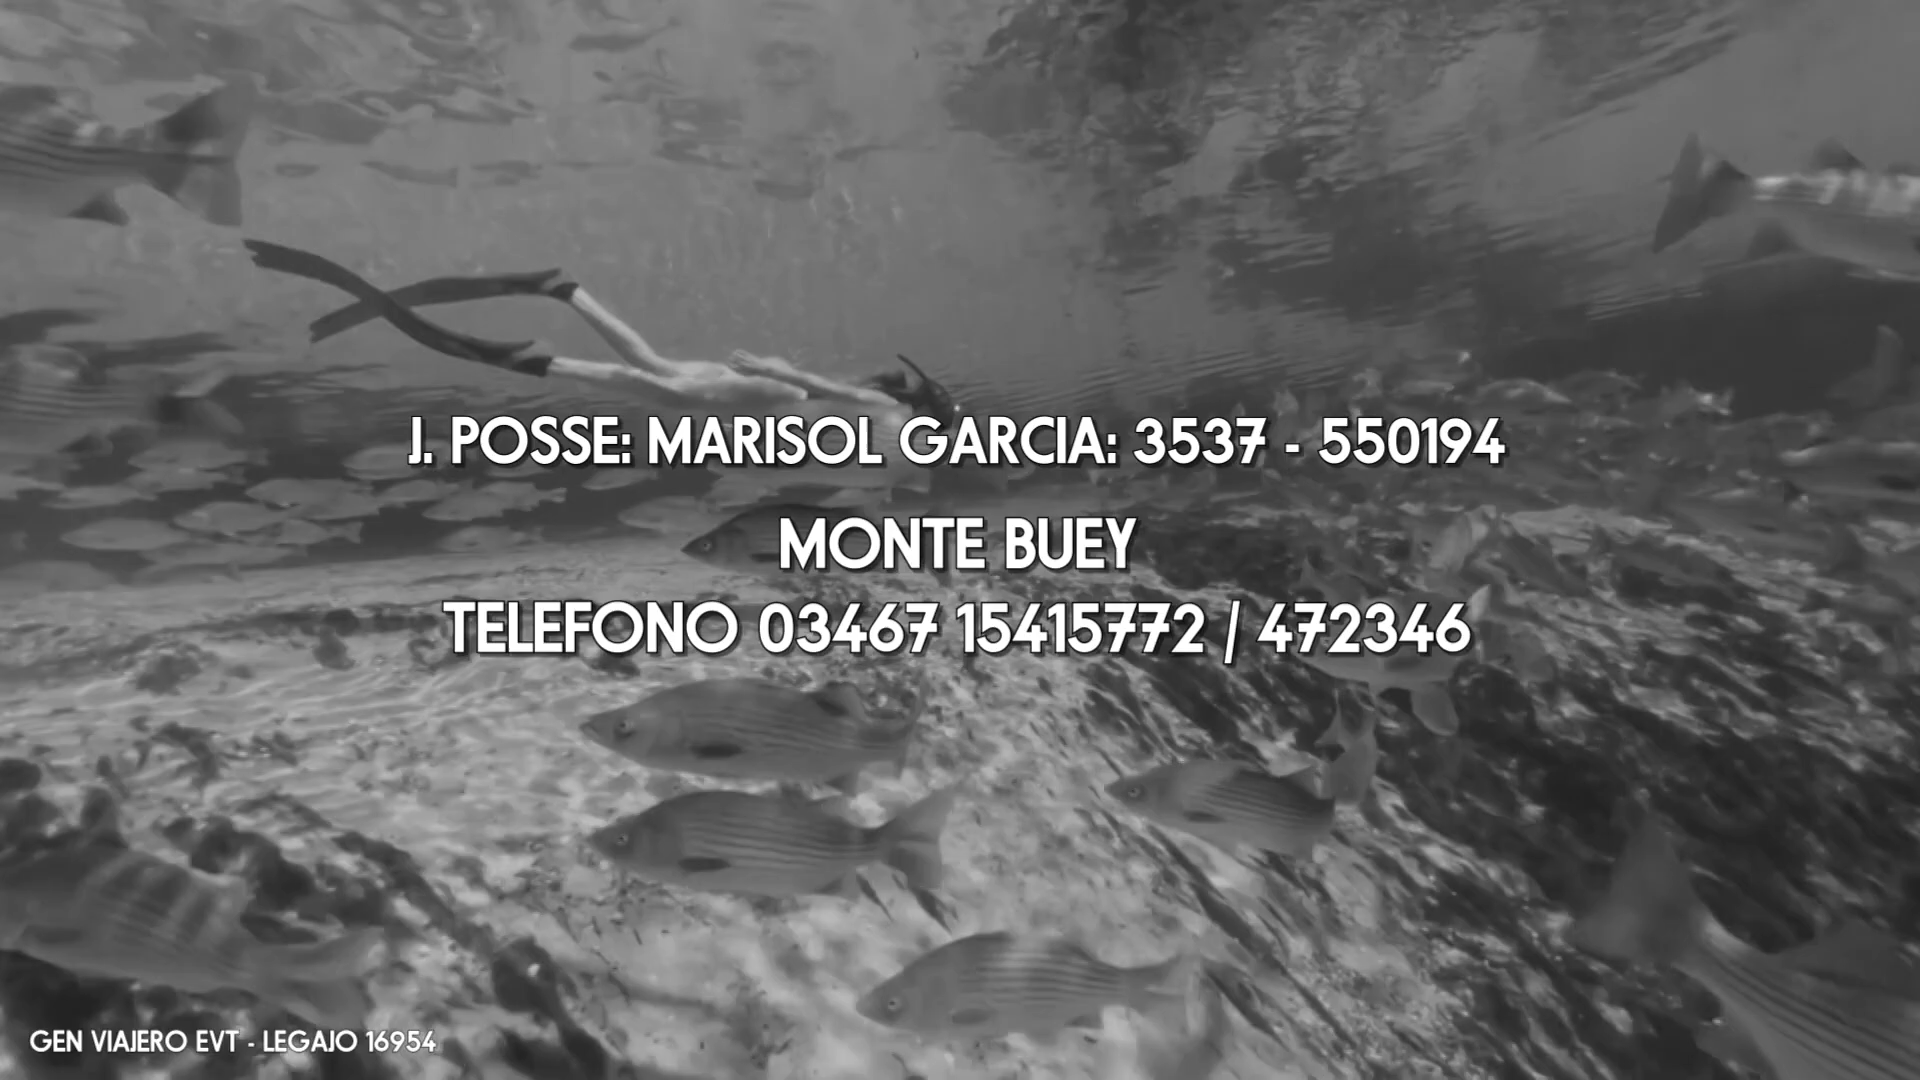 J. POSSE: MARISOL GARCIA: 3537 - 550194
MONTE BUEY
TELEFONO 03467 15415772 / 472346
GEN VIAJERO EVT - LEGAJO 16954